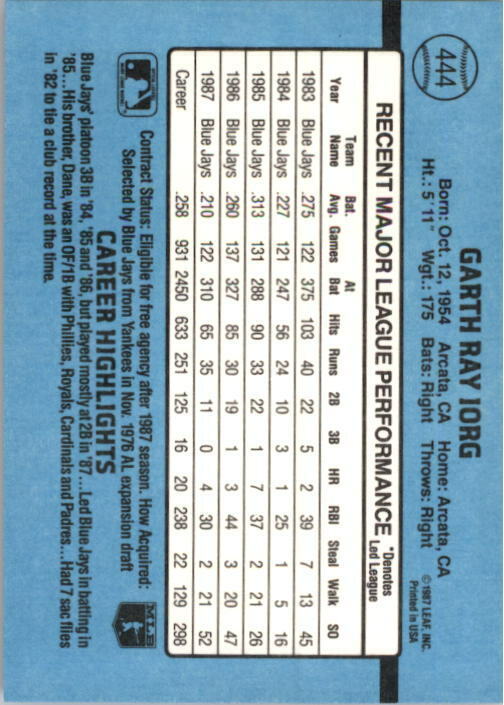 444
GARTH RAY IORG
Born: Oct. 12, 1954 Arcata, CA Home: Arcata, CA
Ht.: 5'11" Wgt.: 175 Bats: Right Throws: Right
©1987 LEAF, INC.
Printed in USA
RECENT MAJOR LEAGUE PERFORMANCE *Denotes Led League
Year Team Name Bat. Avg. Games At Bat Hits Runs 2B 3B HR RBI Steal Walk SO
1983 Blue Jays .275 122 375 103 40 22 5 2 39 7 13 45
1984 Blue Jays .227 121 247 56 24 10 3 1 25 1 5 16
1985 Blue Jays .313 131 288 90 33 22 1 7 37 2 21 26
1986 Blue Jays .260 137 327 85 30 19 1 3 44 3 20 47
1987 Blue Jays .210 122 310 65 35 11 0 4 30 2 21 52
Career .258 931 2450 633 251 125 16 20 238 22 129 298
Contract Status: Eligible for free agency after 1987 season. How Acquired:
Selected by Blue Jays from Yankees in Nov. 1976 AL expansion draft
MLB
CAREER HIGHLIGHTS
Blue Jays' platoon 3B in '84, '85 and '86, but played mostly at 2B in '87...Led Blue Jays in batting in
'85...His brother, Dane, was an OF/1B with Phillies, Royals, Cardinals and Padres...Had 7 sac flies
in '82 to tie a club record at the time.